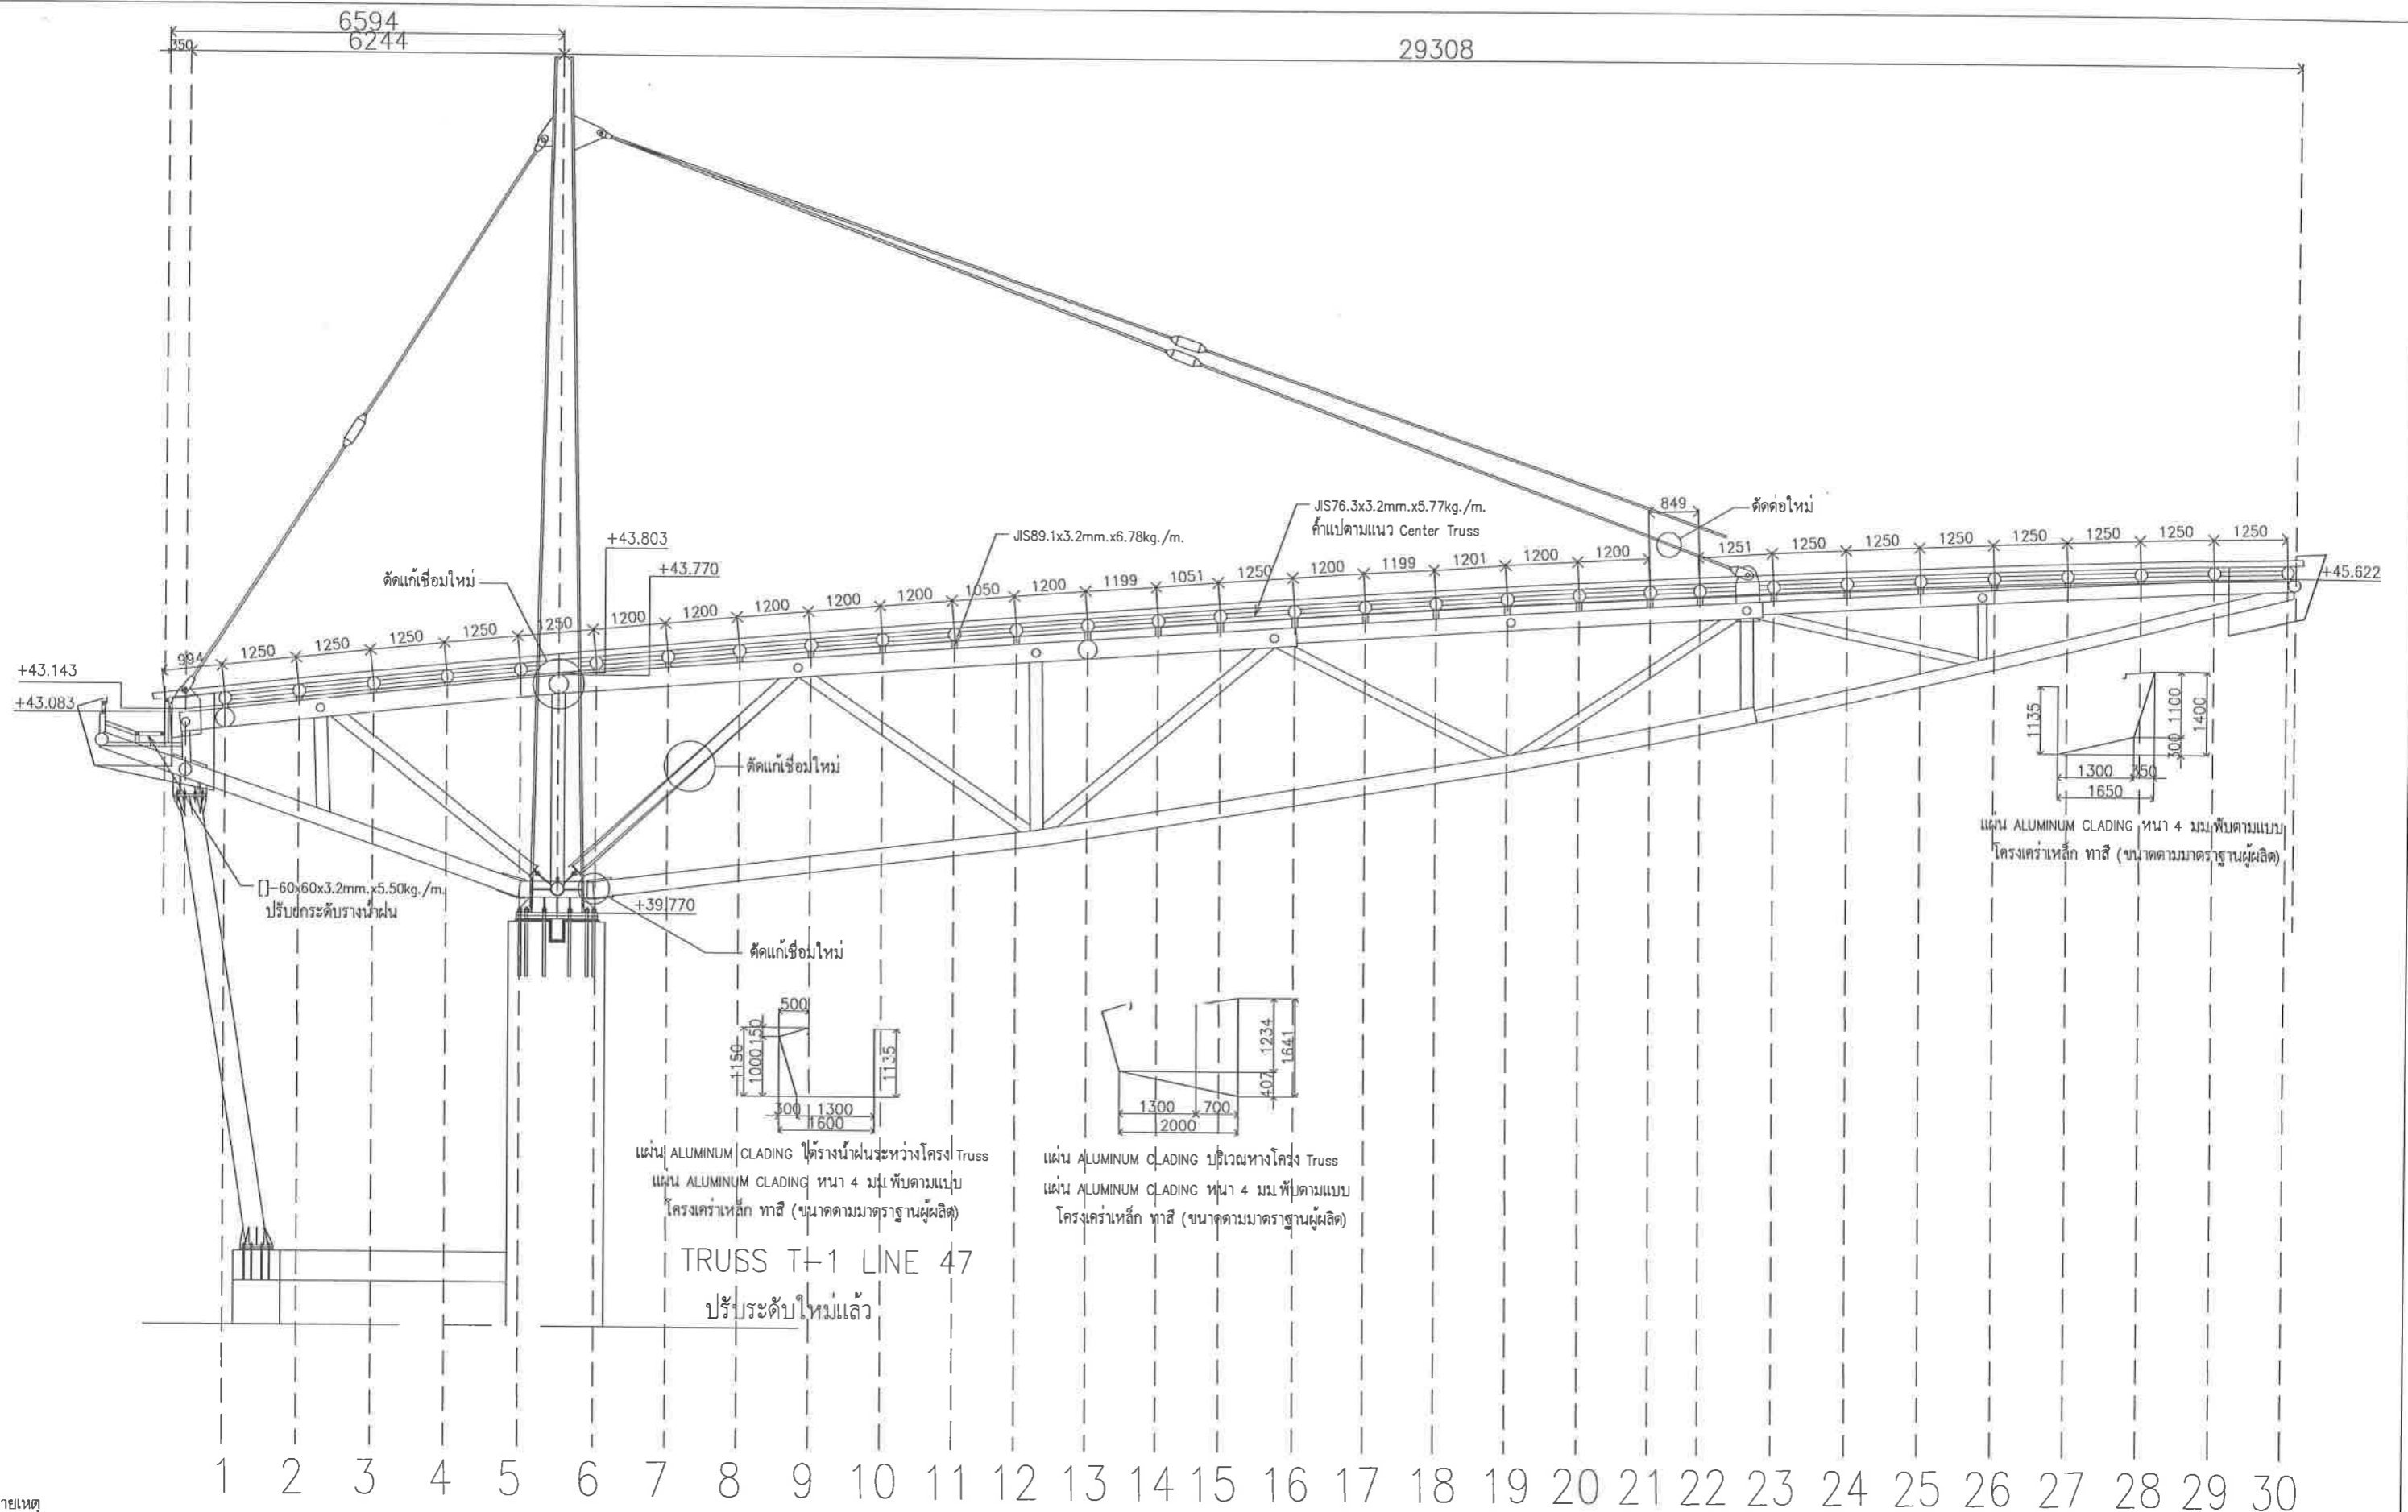 6594
350
6244
29308
849
ตัดต่อใหม่
JIS76.3x3.2mm.x5.77kg./m.
ค้ำแปตามแนว Center Truss
JIS89.1x3.2mm.x6.78kg./m.
+43.803
+43.770
ตัดแก้เชื่อมใหม่
994
1250
1250
1250
1250
1250
1200
1200
1200
1200
1200
1050
1200
1199
1051
1250
1200
1199
1201
1200
1200
1251
1250
1250
1250
1250
1250
1250
1250
+45.622
+43.143
+43.083
ตัดแก้เชื่อมใหม่
[]-60x60x3.2mm.x5.50kg./m.
ปรับยกระดับรางน้ำฝน
+39.770
ตัดแก้เชื่อมใหม่
1135
1100
1400
300
1300
350
1650
แผ่น ALUMINUM CLADING หนา 4 มม.พับตามแบบ
โครงเคร่าเหล็ก ทาสี (ขนาดตามมาตราฐานผู้ผลิต)
500
150
1150
1000
1135
300
1300
1600
แผ่น ALUMINUM CLADING ใต้รางน้ำฝนระหว่างโครง Truss
แผ่น ALUMINUM CLADING หนา 4 มม.พับตามแบบ
โครงเคร่าเหล็ก ทาสี (ขนาดตามมาตราฐานผู้ผลิต)
1234
1641
407
1300
700
2000
แผ่น ALUMINUM CLADING บริเวณหางโครง Truss
แผ่น ALUMINUM CLADING หนา 4 มม.พับตามแบบ
โครงเคร่าเหล็ก ทาสี (ขนาดตามมาตราฐานผู้ผลิต)
TRUSS T-1 LINE 47
ปรับระดับใหม่แล้ว
1 2 3 4 5 6 7 8 9 10 11 12 13 14 15 16 17 18 19 20 21 22 23 24 25 26 27 28 29 30
ายเหตุ